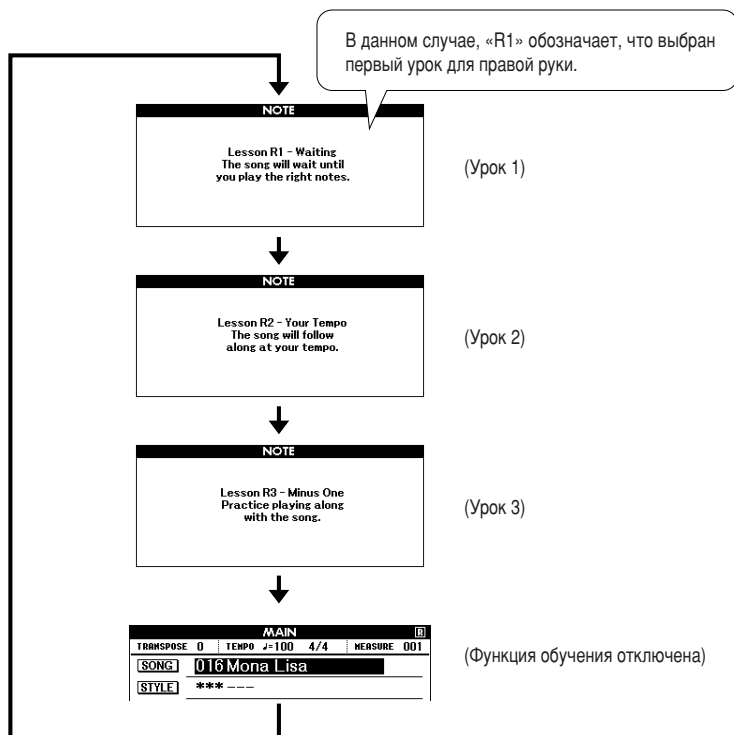 В данном случае, «R1» обозначает, что выбран
первый урок для правой руки.
NOTE
Lesson R1 - Waiting
The song will wait until
you play the right notes.
(Урок 1)
NOTE
Lesson R2 - Your Tempo
The song will follow
along at your tempo.
(Урок 2)
NOTE
Lesson R3 - Minus One
Practice playing along
with the song.
(Урок 3)
MAIN R
TRANSPOSE 0 TEMPO ♩=100 4/4 MEASURE 001
SONG 016 Mona Lisa
STYLE *** ---
(Функция обучения отключена)